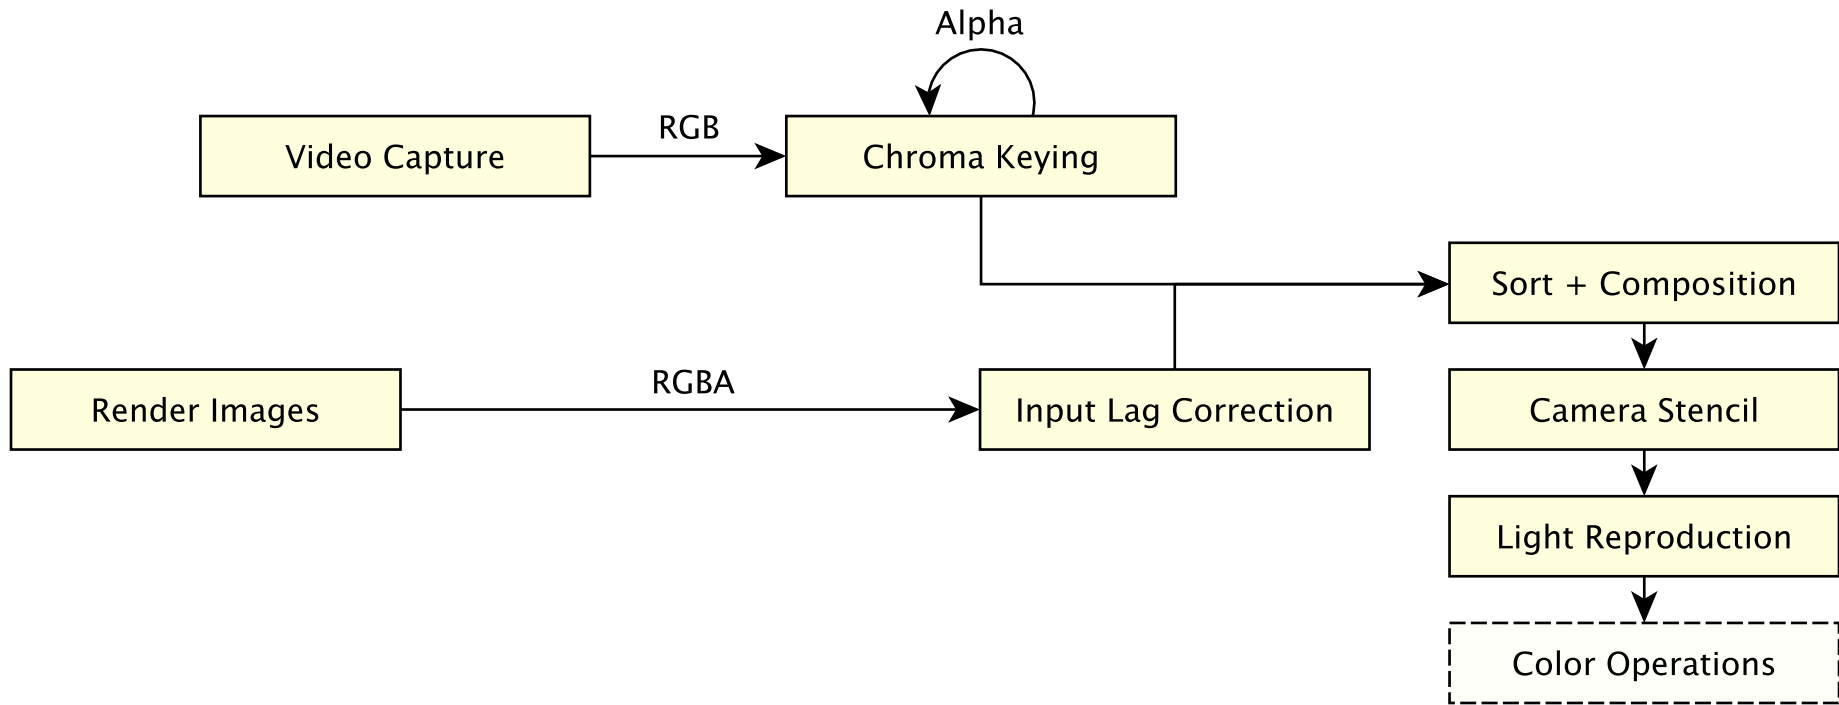 Alpha
RGB
Video Capture
Chroma Keying
Sort + Composition
RGBA
Render Images
Input Lag Correction
Camera Stencil
Light Reproduction
Color Operations